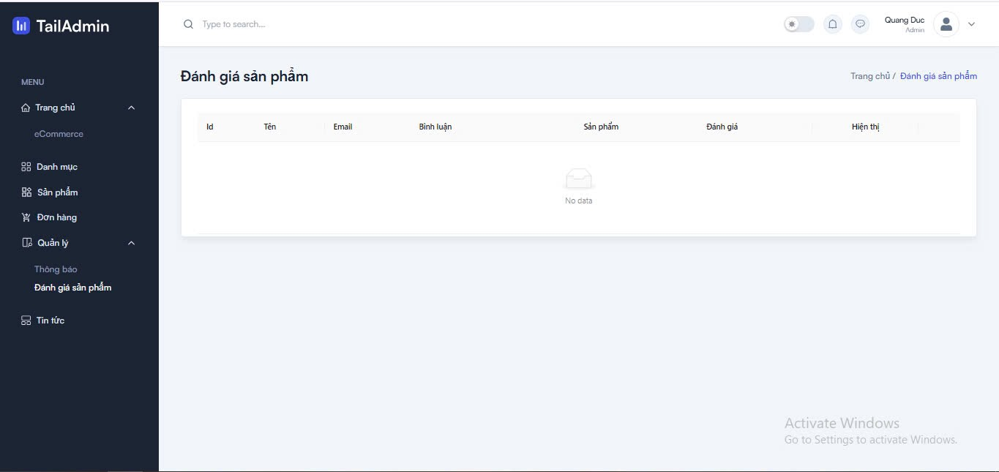 TailAdmin
Type to search...
Quang Duc
Admin
MENU
Trang chủ
eCommerce
Danh mục
Sản phẩm
Đơn hàng
Quản lý
Thông báo
Đánh giá sản phẩm
Tin tức
Đánh giá sản phẩm
Trang chủ / Đánh giá sản phẩm
Id Tên Email Bình luận Sản phẩm Đánh giá Hiện thị
No data
Activate Windows
Go to Settings to activate Windows.